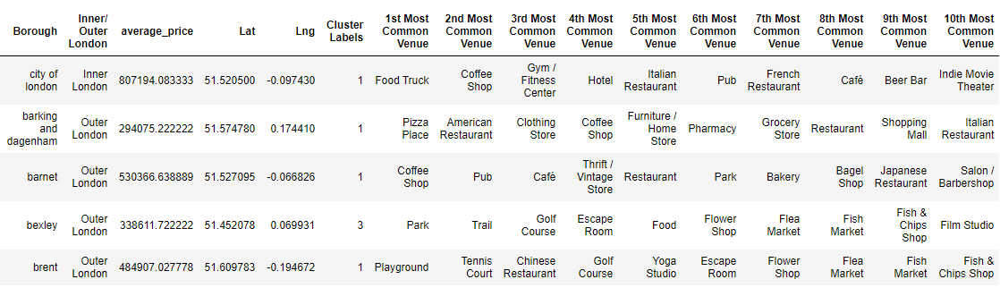 Borough Inner/ Outer London average_price Lat Lng Cluster Labels 1st Most Common Venue 2nd Most Common Venue 3rd Most Common Venue 4th Most Common Venue 5th Most Common Venue 6th Most Common Venue 7th Most Common Venue 8th Most Common Venue 9th Most Common Venue 10th Most Common Venue
city of london Inner London 807194.083333 51.520500 -0.097430 1 Food Truck Coffee Shop Gym / Fitness Center Hotel Italian Restaurant Pub French Restaurant Café Beer Bar Indie Movie Theater
barking and dagenham Outer London 294075.222222 51.574780 0.174410 1 Pizza Place American Restaurant Clothing Store Coffee Shop Furniture / Home Store Pharmacy Grocery Store Restaurant Shopping Mall Italian Restaurant
barnet Outer London 530366.638889 51.527095 -0.066826 1 Coffee Shop Pub Café Thrift / Vintage Store Restaurant Park Bakery Bagel Shop Japanese Restaurant Salon / Barbershop
bexley Outer London 338611.722222 51.452078 0.069931 3 Park Trail Golf Course Escape Room Food Flower Shop Flea Market Fish Market Fish & Chips Shop Film Studio
brent Outer London 484907.027778 51.609783 -0.194672 1 Playground Tennis Court Chinese Restaurant Golf Course Yoga Studio Escape Room Flower Shop Flea Market Fish Market Fish & Chips Shop